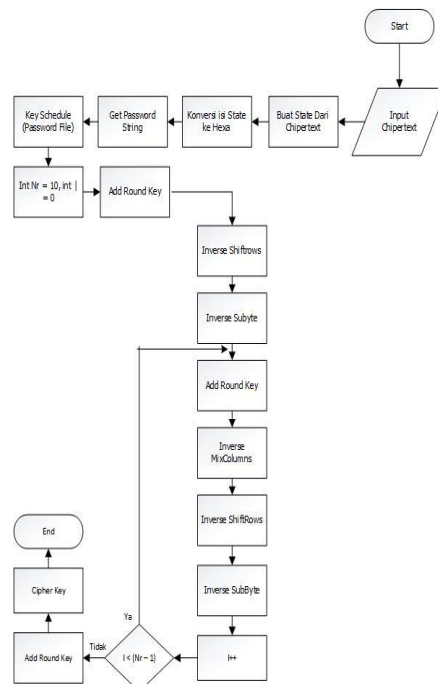 Start
Input
Chipertext
Buat State Dari
Chipertext
Konversi isi State
ke Hexa
Get Password
String
Key Schedule
(Password File)
Int Nr = 10, int |
= 0
Add Round Key
Inverse Shiftrows
Inverse Subyte
Add Round Key
Inverse
MixColumns
Inverse ShiftRows
Inverse SubByte
I++
I < (Nr – 1)
Ya
Tidak
Add Round Key
Cipher Key
End